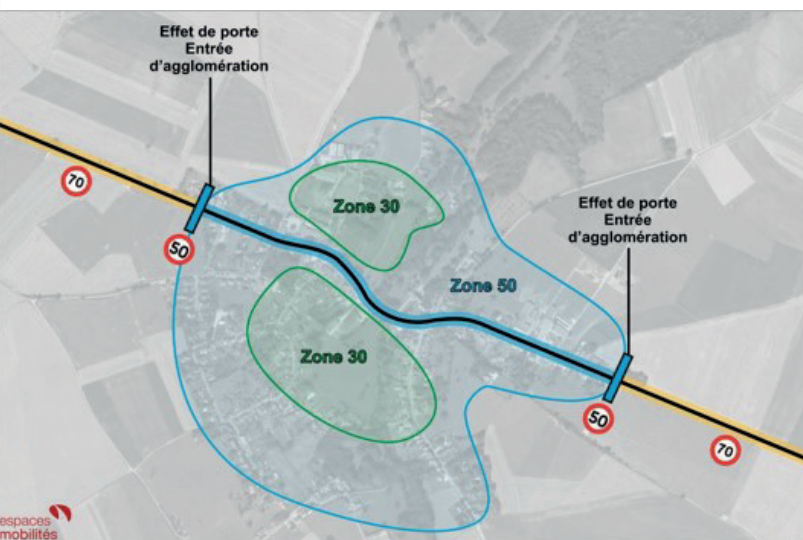 Effet de porte
Entrée
d'agglomération
70
50
Zone 30
Effet de porte
Entrée
d'agglomération
Zone 50
Zone 30
50
70
espaces
mobilités